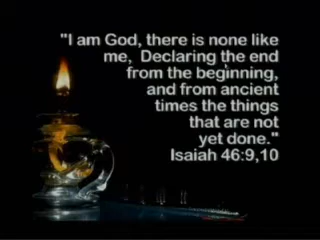 "I am God, there is none like
me,  Declaring the end
from the beginning,
and from ancient
times the things
that are not
yet done."
Isaiah 46:9,10